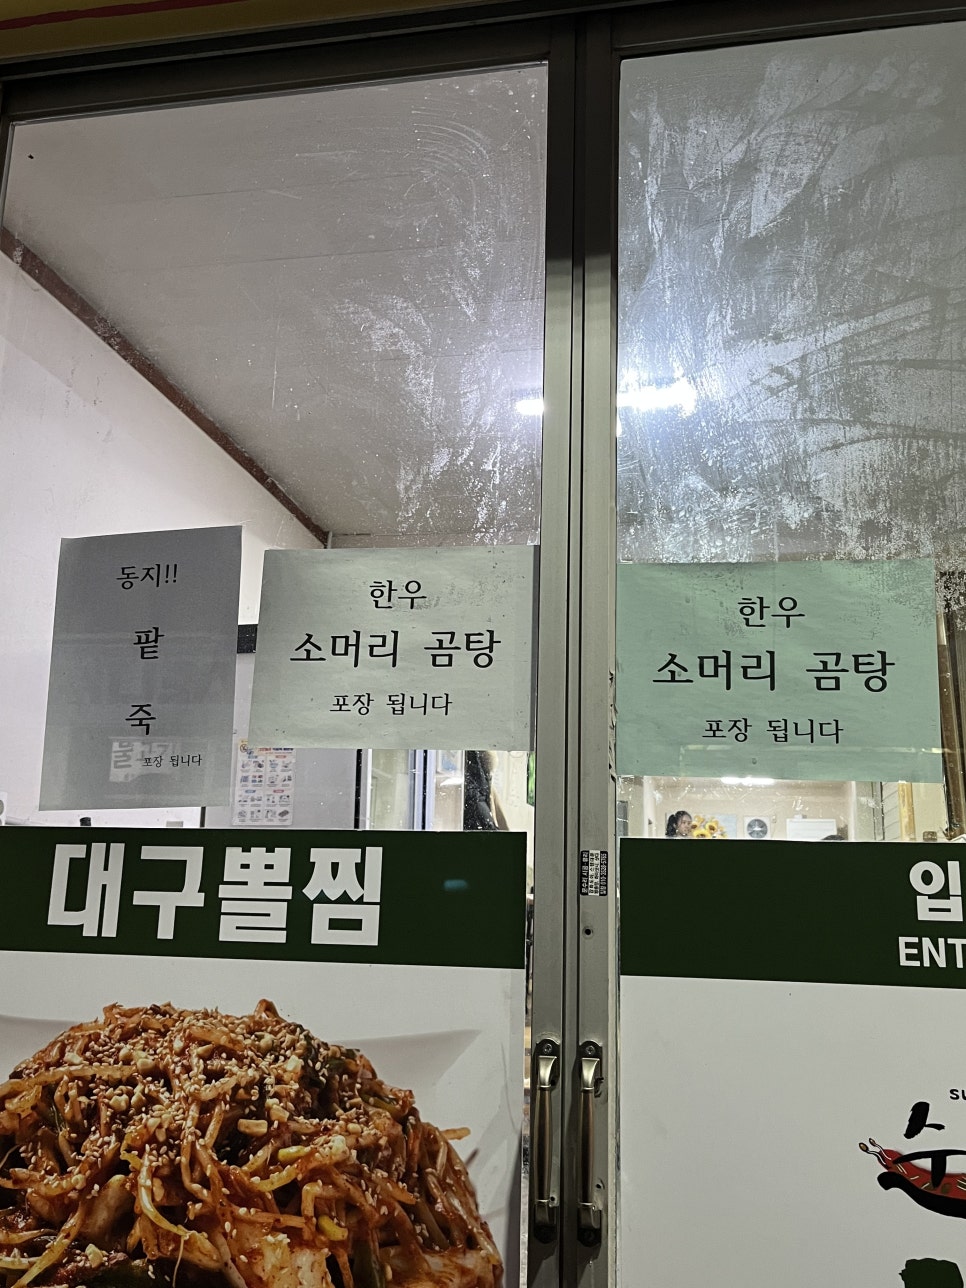 동지!!
팥
죽
포장 됩니다
한우
소머리 곰탕
포장 됩니다
한우
소머리 곰탕
포장 됩니다
대구뽈찜
입
ENT
su